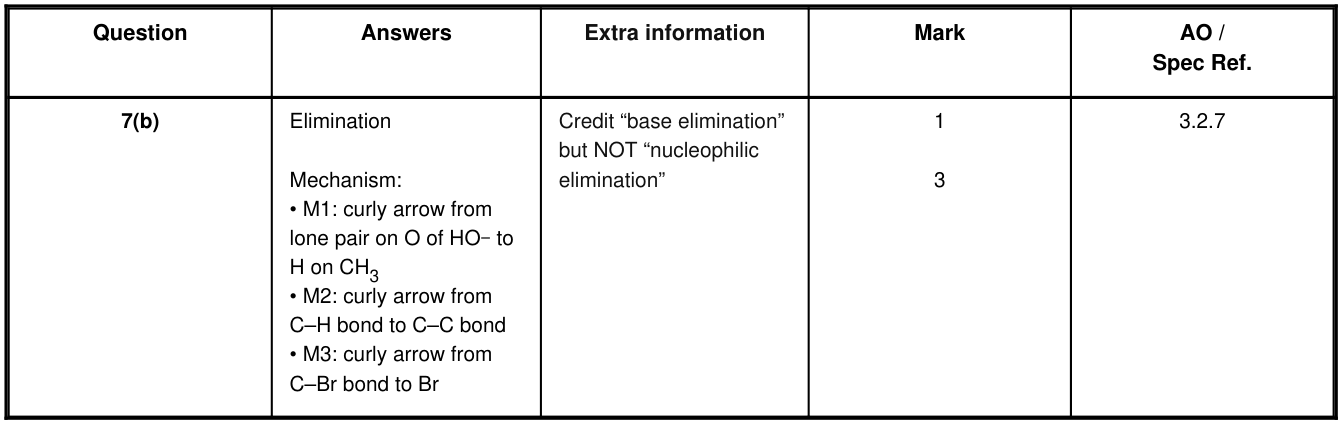 Question Answers Extra information Mark AO /
Spec Ref.
7(b)
Elimination
Mechanism:
• M1: curly arrow from
lone pair on O of HO– to
H on CH3
• M2: curly arrow from
C–H bond to C–C bond
• M3: curly arrow from
C–Br bond to Br
Credit “base elimination”
but NOT “nucleophilic
elimination”
1
3
3.2.7